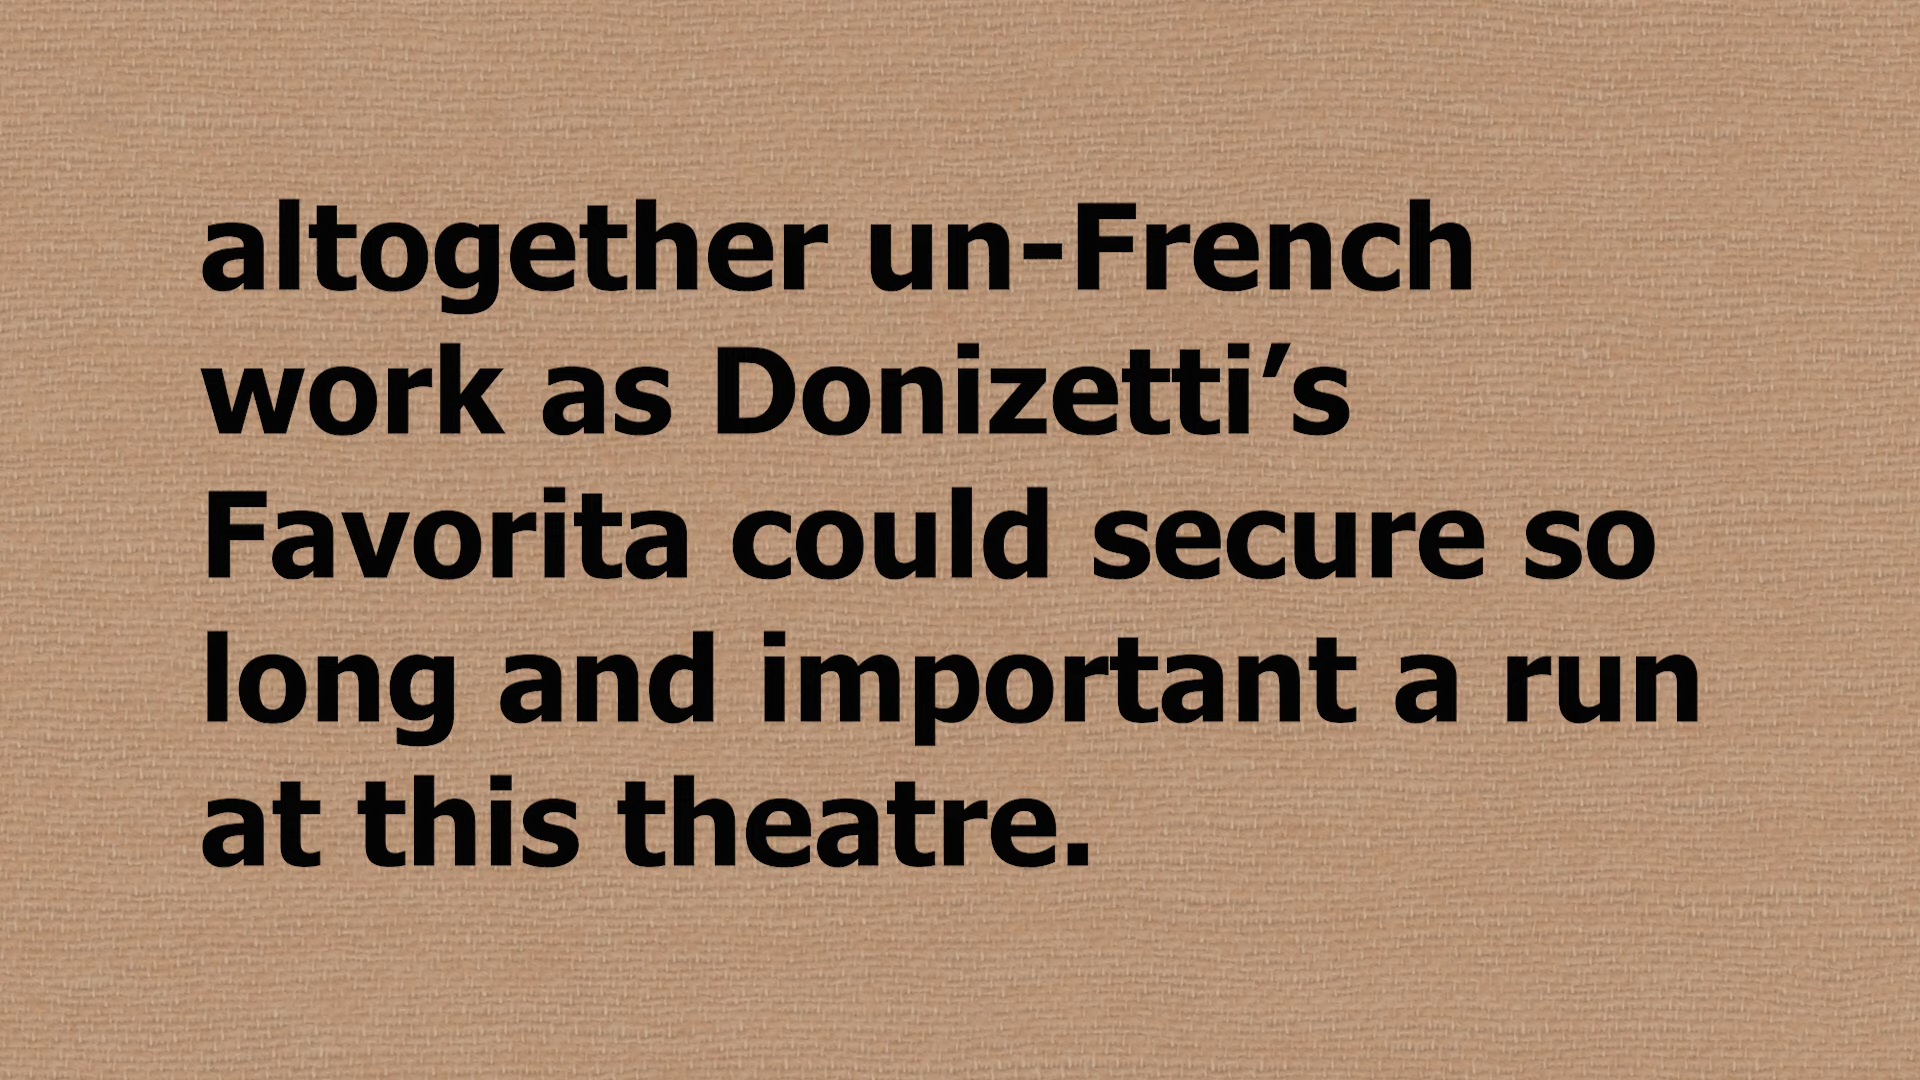 altogether un-French
work as Donizetti’s
Favorita could secure so
long and important a run
at this theatre.